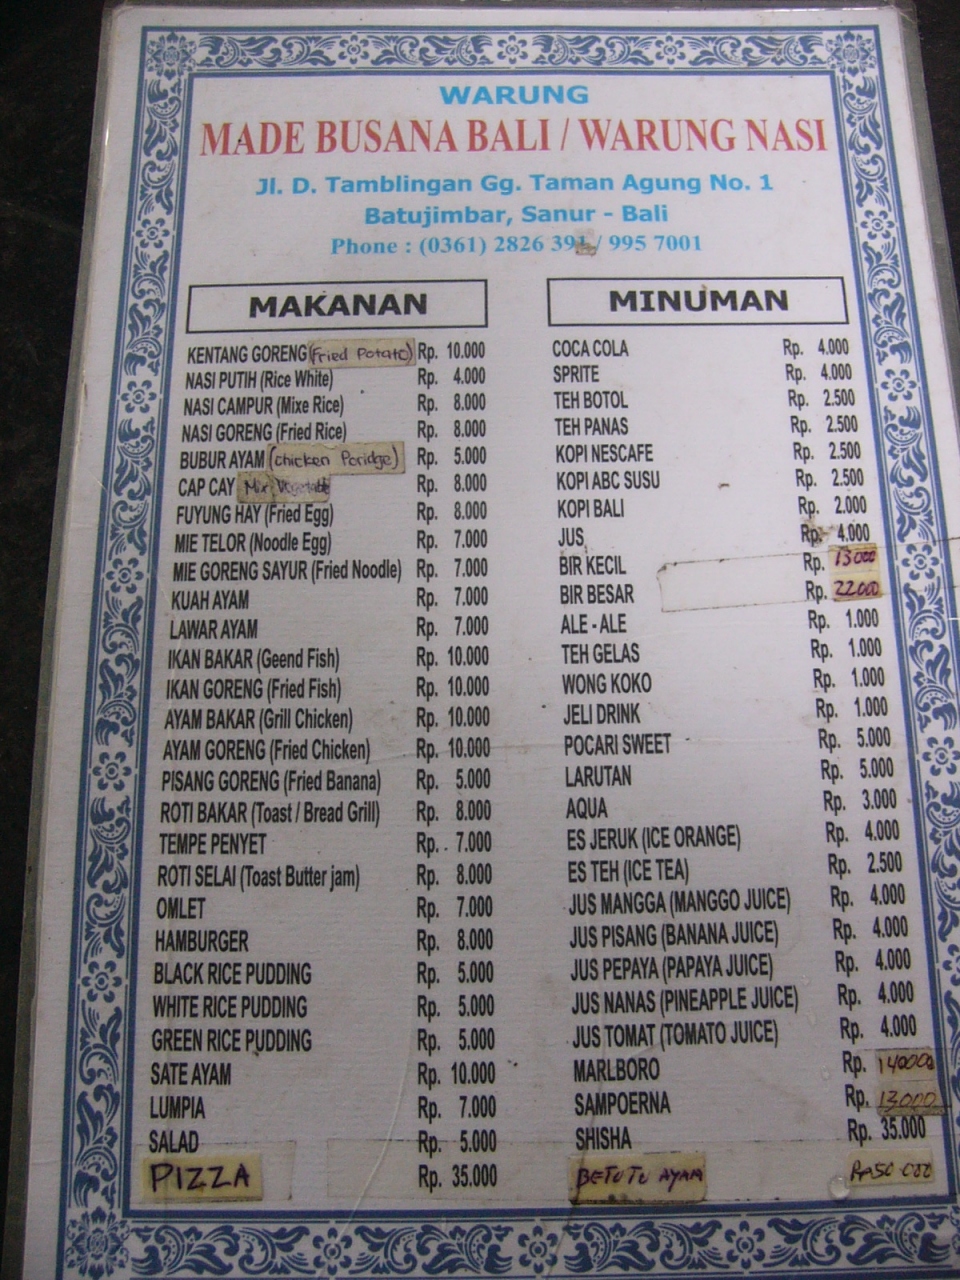 WARUNG
MADE BUSANA BALI / WARUNG NASI
Jl. D. Tamblingan Gg. Taman Agung No. 1
Batujimbar, Sanur - Bali
Phone : (0361) 2826 391 / 995 7001
MAKANAN
KENTANG GORENG (Fried Potato) Rp. 10.000
NASI PUTIH (Rice White) Rp. 4.000
NASI CAMPUR (Mixe Rice) Rp. 8.000
NASI GORENG (Fried Rice) Rp. 8.000
BUBUR AYAM (chicken Poridge) Rp. 5.000
CAP CAY Mix Vegetable Rp. 8.000
FUYUNG HAY (Fried Egg) Rp. 8.000
MIE TELOR (Noodle Egg) Rp. 7.000
MIE GORENG SAYUR (Fried Noodle) Rp. 7.000
KUAH AYAM Rp. 7.000
LAWAR AYAM Rp. 7.000
IKAN BAKAR (Geend Fish) Rp. 10.000
IKAN GORENG (Fried Fish) Rp. 10.000
AYAM BAKAR (Grill Chicken) Rp. 10.000
AYAM GORENG (Fried Chicken) Rp. 10.000
PISANG GORENG (Fried Banana) Rp. 5.000
ROTI BAKAR (Toast / Bread Grill) Rp. 8.000
TEMPE PENYET Rp. 7.000
ROTI SELAI (Toast Butter jam) Rp. 8.000
OMLET Rp. 7.000
HAMBURGER Rp. 8.000
BLACK RICE PUDDING Rp. 5.000
WHITE RICE PUDDING Rp. 5.000
GREEN RICE PUDDING Rp. 5.000
SATE AYAM Rp. 10.000
LUMPIA Rp. 7.000
SALAD Rp. 5.000
PIZZA Rp. 35.000
MINUMAN
COCA COLA Rp. 4.000
SPRITE Rp. 4.000
TEH BOTOL Rp. 2.500
TEH PANAS Rp. 2.500
KOPI NESCAFE Rp. 2.500
KOPI ABC SUSU Rp. 2.500
KOPI BALI Rp. 2.000
JUS Rp. 4.000
BIR KECIL Rp. 13000
BIR BESAR Rp. 22000
ALE - ALE Rp. 1.000
TEH GELAS Rp. 1.000
WONG KOKO Rp. 1.000
JELI DRINK Rp. 1.000
POCARI SWEET Rp. 5.000
LARUTAN Rp. 5.000
AQUA Rp. 3.000
ES JERUK (ICE ORANGE) Rp. 4.000
ES TEH (ICE TEA) Rp. 2.500
JUS MANGGA (MANGGO JUICE) Rp. 4.000
JUS PISANG (BANANA JUICE) Rp. 4.000
JUS PEPAYA (PAPAYA JUICE) Rp. 4.000
JUS NANAS (PINEAPPLE JUICE) Rp. 4.000
JUS TOMAT (TOMATO JUICE) Rp. 4.000
MARLBORO Rp. 140000
SAMPOERNA Rp. 13000
SHISHA Rp. 35.000
BETUTU AYAM Rp 50 000